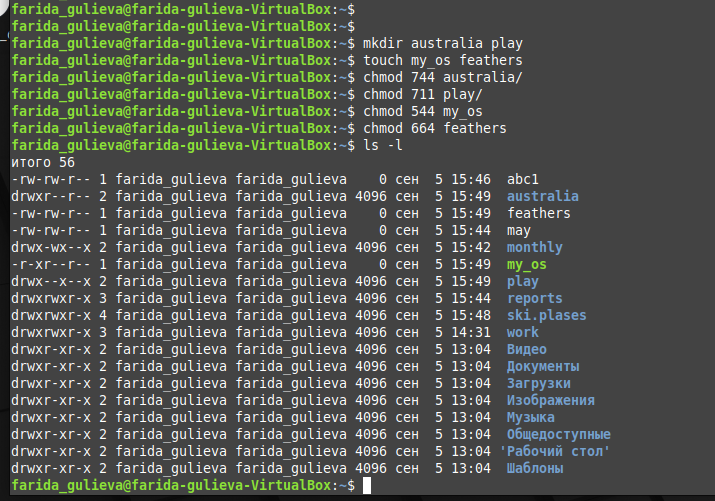 farida_gulieva@farida-gulieva-VirtualBox:~$
farida_gulieva@farida-gulieva-VirtualBox:~$
farida_gulieva@farida-gulieva-VirtualBox:~$ mkdir australia play
farida_gulieva@farida-gulieva-VirtualBox:~$ touch my_os feathers
farida_gulieva@farida-gulieva-VirtualBox:~$ chmod 744 australia/
farida_gulieva@farida-gulieva-VirtualBox:~$ chmod 711 play/
farida_gulieva@farida-gulieva-VirtualBox:~$ chmod 544 my_os
farida_gulieva@farida-gulieva-VirtualBox:~$ chmod 664 feathers
farida_gulieva@farida-gulieva-VirtualBox:~$ ls -l
итого 56
-rw-rw-r-- 1 farida_gulieva farida_gulieva    0 сен  5 15:46  abc1
drwxr--r-- 2 farida_gulieva farida_gulieva 4096 сен  5 15:49  australia
-rw-rw-r-- 1 farida_gulieva farida_gulieva    0 сен  5 15:49  feathers
-rw-rw-r-- 1 farida_gulieva farida_gulieva    0 сен  5 15:44  may
drwx-wx--x 2 farida_gulieva farida_gulieva 4096 сен  5 15:42  monthly
-r-xr--r-- 1 farida_gulieva farida_gulieva    0 сен  5 15:49  my_os
drwx--x--x 2 farida_gulieva farida_gulieva 4096 сен  5 15:49  play
drwxrwxr-x 3 farida_gulieva farida_gulieva 4096 сен  5 15:44  reports
drwxrwxr-x 4 farida_gulieva farida_gulieva 4096 сен  5 15:48  ski.plases
drwxrwxr-x 3 farida_gulieva farida_gulieva 4096 сен  5 14:31  work
drwxr-xr-x 2 farida_gulieva farida_gulieva 4096 сен  5 13:04  Видео
drwxr-xr-x 2 farida_gulieva farida_gulieva 4096 сен  5 13:04  Документы
drwxr-xr-x 2 farida_gulieva farida_gulieva 4096 сен  5 13:04  Загрузки
drwxr-xr-x 2 farida_gulieva farida_gulieva 4096 сен  5 13:04  Изображения
drwxr-xr-x 2 farida_gulieva farida_gulieva 4096 сен  5 13:04  Музыка
drwxr-xr-x 2 farida_gulieva farida_gulieva 4096 сен  5 13:04  Общедоступные
drwxr-xr-x 2 farida_gulieva farida_gulieva 4096 сен  5 13:04 'Рабочий стол'
drwxr-xr-x 2 farida_gulieva farida_gulieva 4096 сен  5 13:04  Шаблоны
farida_gulieva@farida-gulieva-VirtualBox:~$